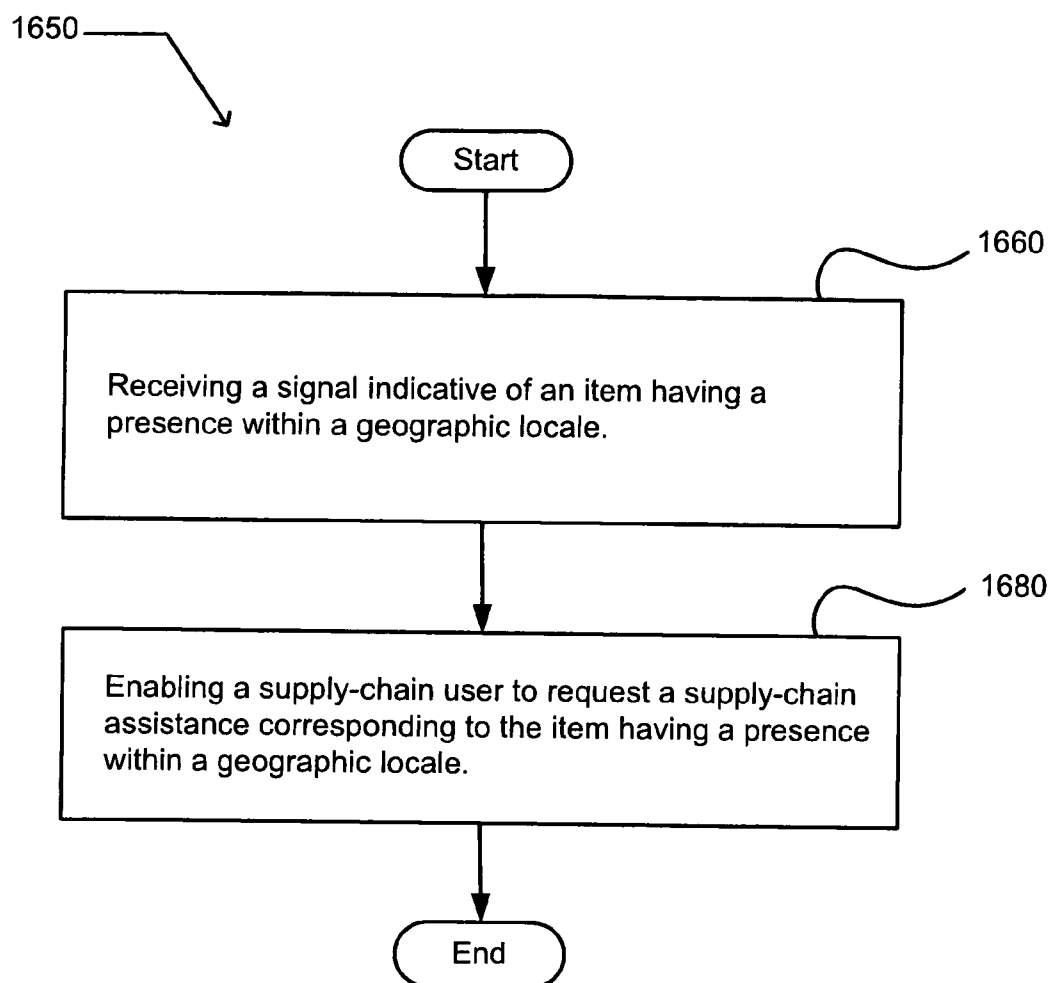 1650
Start
1660
Receiving a signal indicative of an item having a
presence within a geographic locale.
1680
Enabling a supply-chain user to request a supply-chain
assistance corresponding to the item having a presence
within a geographic locale.
End